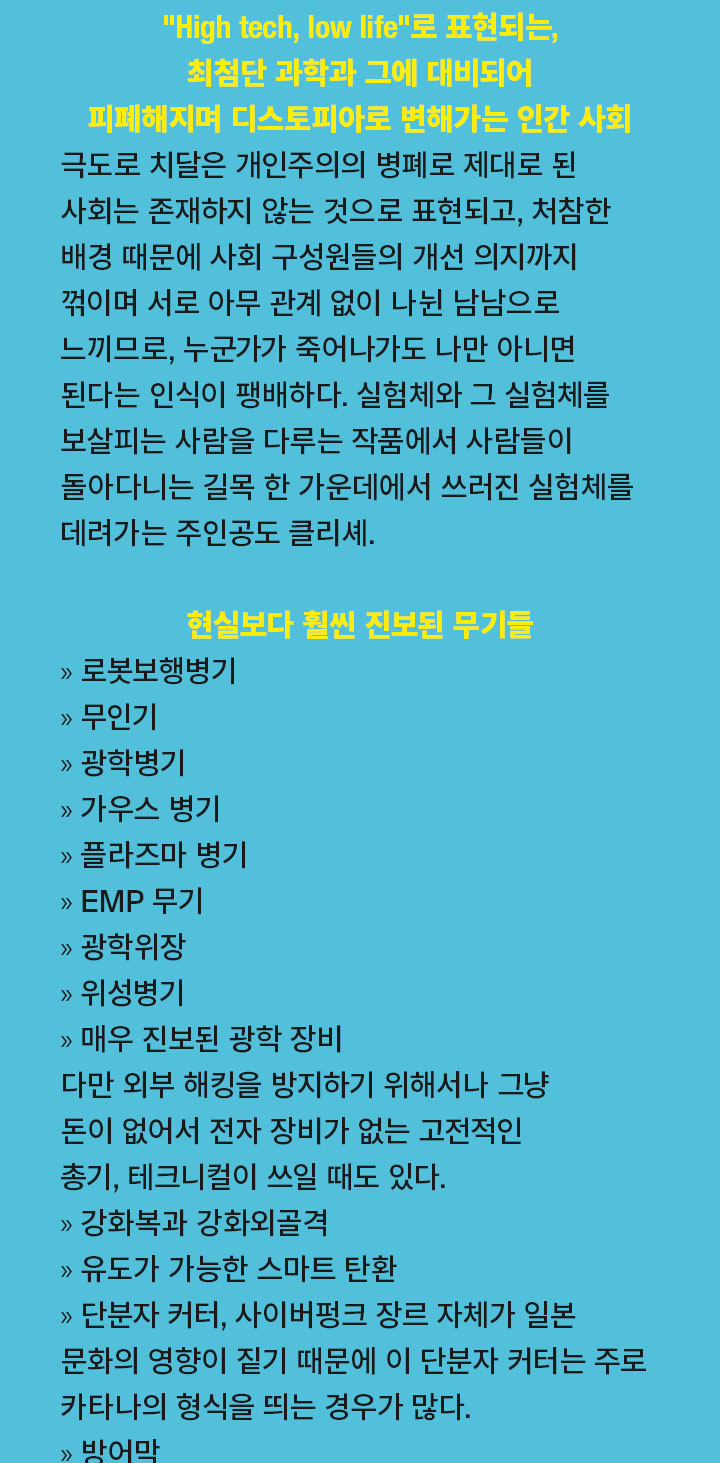 "High tech, low life"로 표현되는,
최첨단 과학과 그에 대비되어
피폐해지며 디스토피아로 변해가는 인간 사회
극도로 치달은 개인주의의 병폐로 제대로 된
사회는 존재하지 않는 것으로 표현되고, 처참한
배경 때문에 사회 구성원들의 개선 의지까지
꺾이며 서로 아무 관계 없이 나뉜 남남으로
느끼므로, 누군가가 죽어나가도 나만 아니면
된다는 인식이 팽배하다. 실험체와 그 실험체를
보살피는 사람을 다루는 작품에서 사람들이
돌아다니는 길목 한 가운데에서 쓰러진 실험체를
데려가는 주인공도 클리셰.
현실보다 훨씬 진보된 무기들
» 로봇보행병기
» 무인기
» 광학병기
» 가우스 병기
» 플라즈마 병기
» EMP 무기
» 광학위장
» 위성병기
» 매우 진보된 광학 장비
다만 외부 해킹을 방지하기 위해서나 그냥
돈이 없어서 전자 장비가 없는 고전적인
총기, 테크니컬이 쓰일 때도 있다.
» 강화복과 강화외골격
» 유도가 가능한 스마트 탄환
» 단분자 커터, 사이버펑크 장르 자체가 일본
문화의 영향이 짙기 때문에 이 단분자 커터는 주로
카타나의 형식을 띄는 경우가 많다.
» 방어막